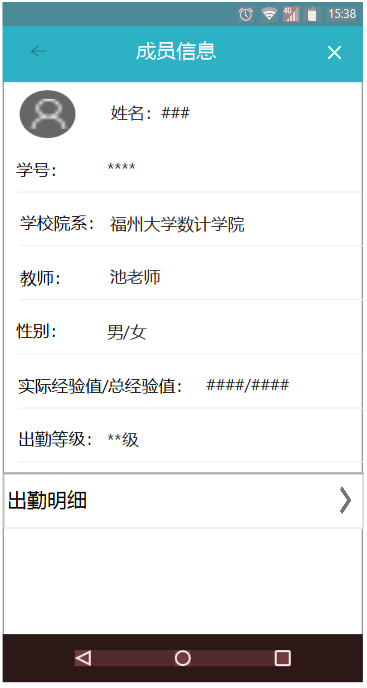 4G 15:38
成员信息
姓名：###
学号： ****
学校院系： 福州大学数计学院
教师： 池老师
性别： 男/女
实际经验值/总经验值： ####/####
出勤等级： **级
出勤明细